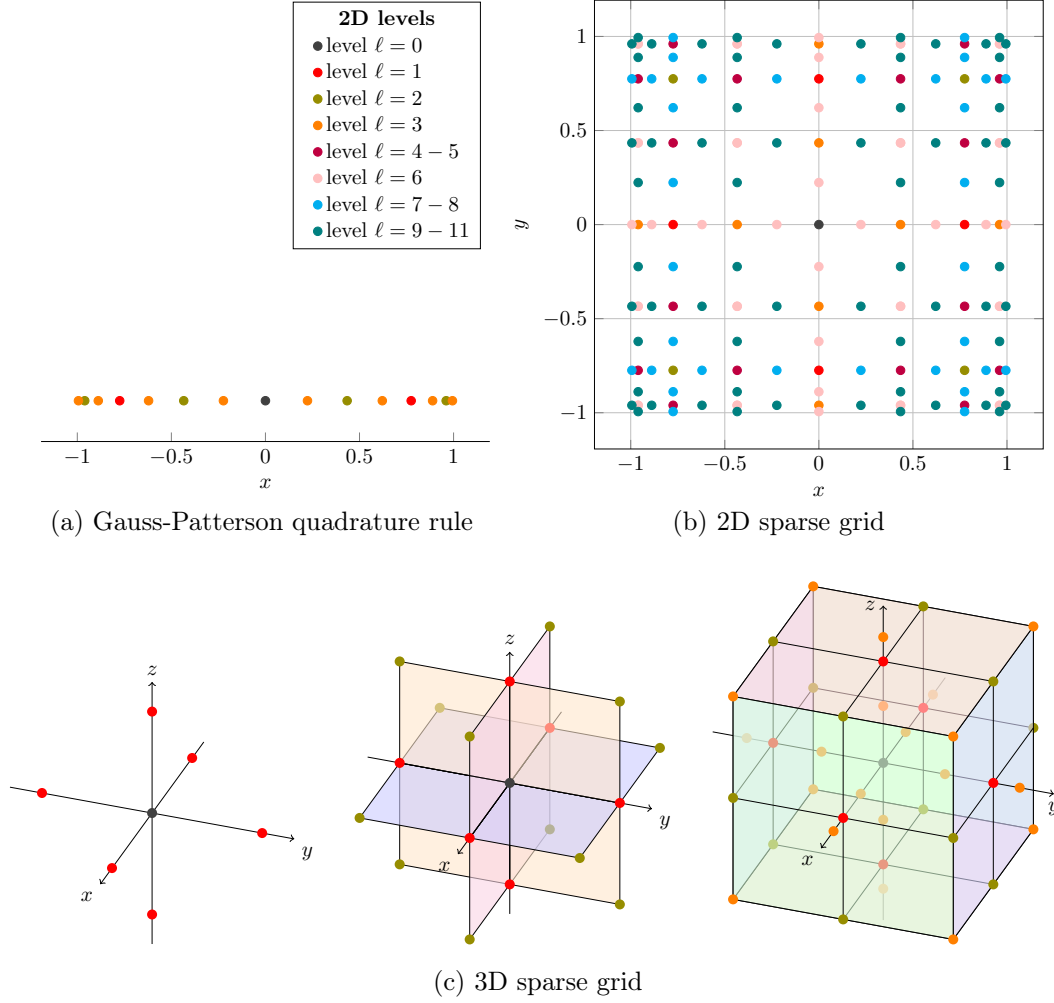 2D levels
level ℓ = 0
level ℓ = 1
level ℓ = 2
level ℓ = 3
level ℓ = 4 − 5
level ℓ = 6
level ℓ = 7 − 8
level ℓ = 9 − 11
−1 −0.5 0 0.5 1
x
(a) Gauss-Patterson quadrature rule
1
0.5
0
−0.5
−1
y
−1 −0.5 0 0.5 1
x
(b) 2D sparse grid
z
y
x
z
y
x
z
y
x
(c) 3D sparse grid